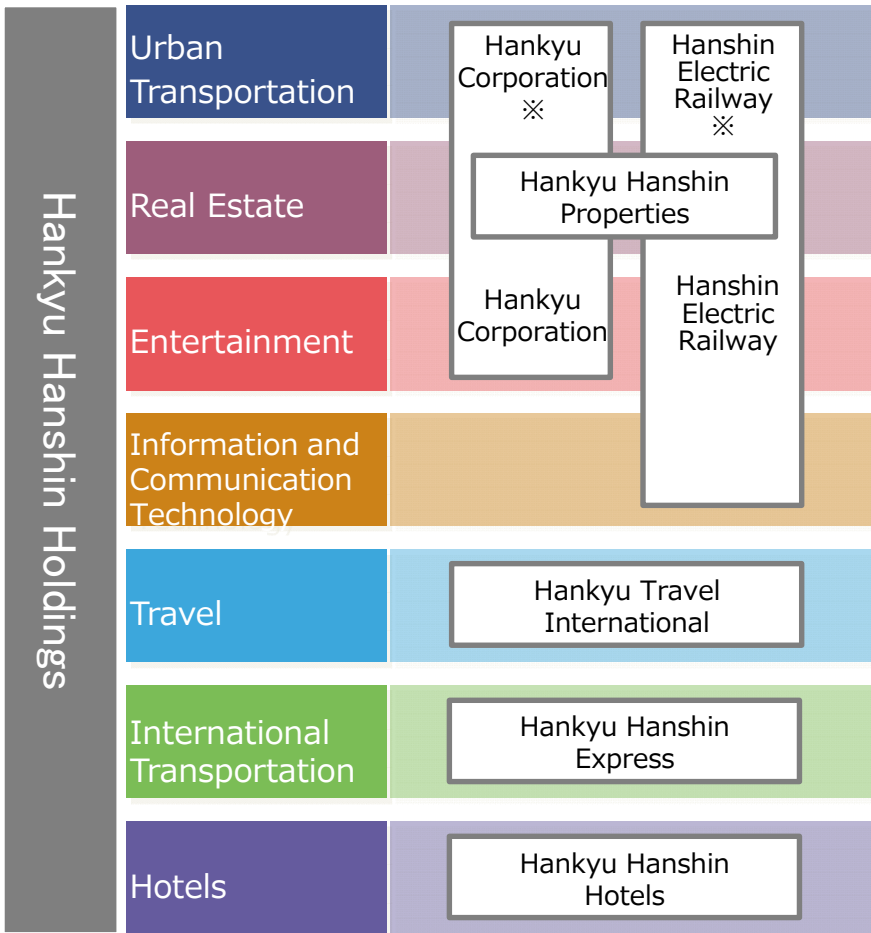 Hankyu Hanshin Holdings
Urban
Transportation
Hankyu
Corporation
※
Hanshin
Electric
Railway
※
Real Estate
Hankyu Hanshin
Properties
Entertainment
Hankyu
Corporation
Hanshin
Electric
Railway
Information and
Communication
Technology
Travel
Hankyu Travel
International
International
Transportation
Hankyu Hanshin
Express
Hotels
Hankyu Hanshin
Hotels